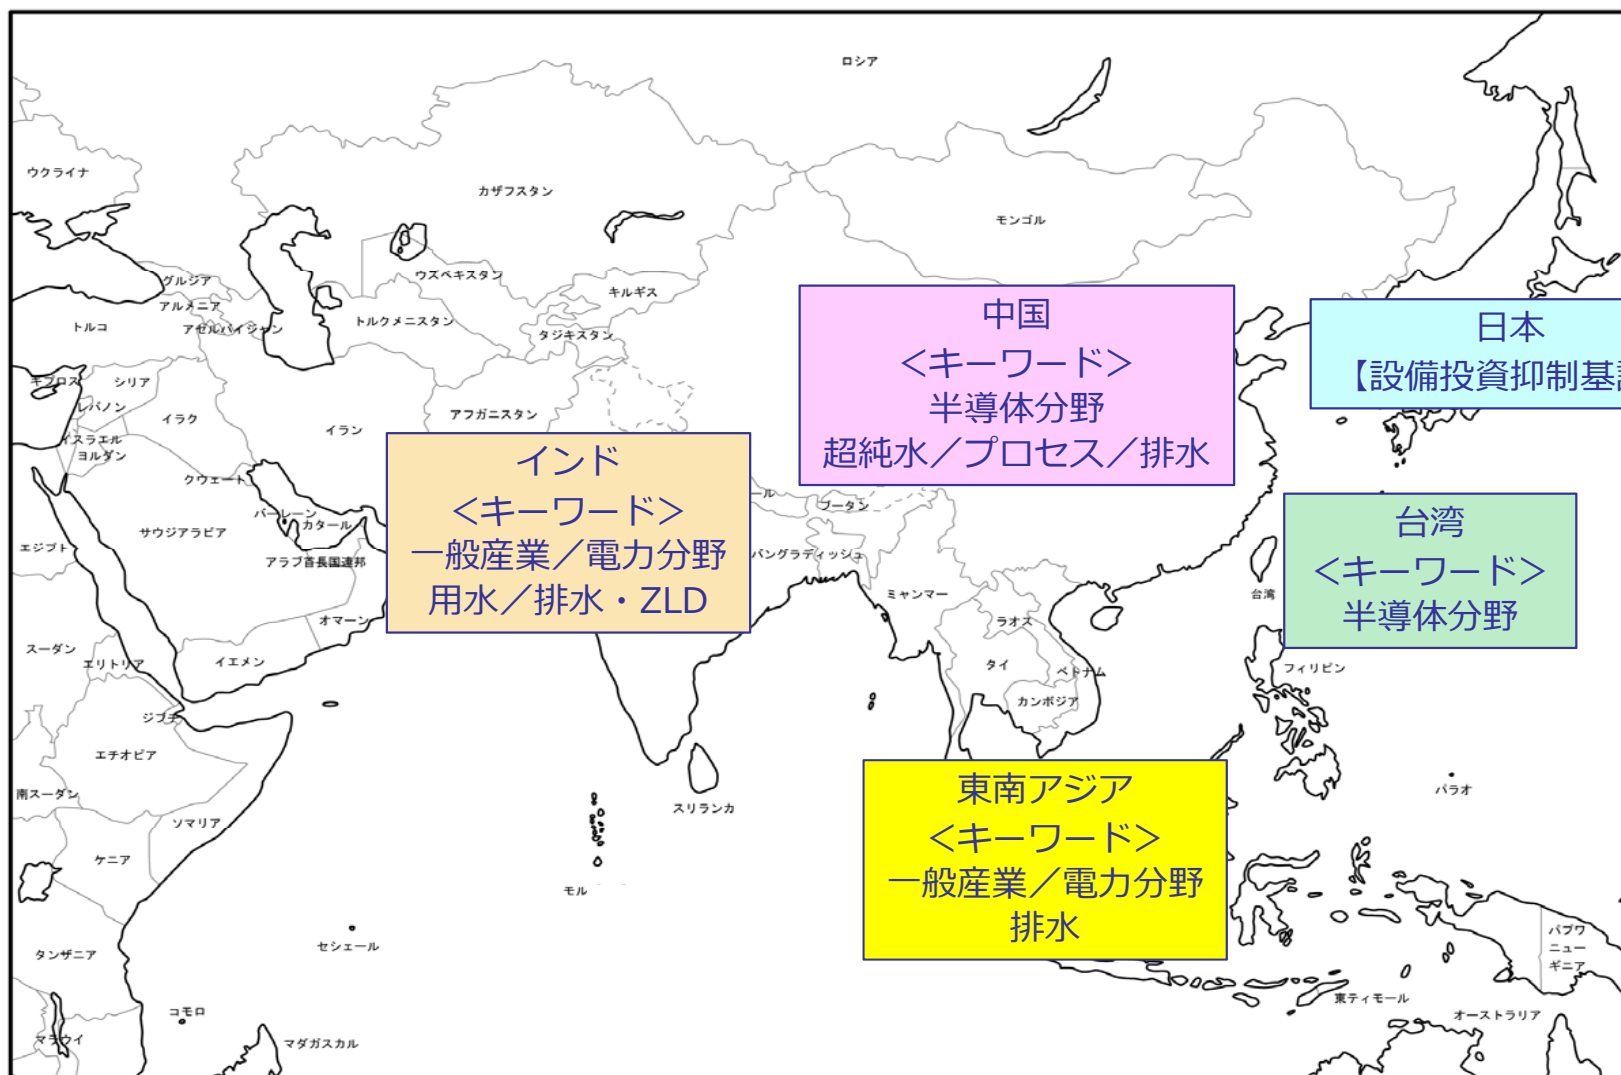 ロシア
ウクライナ
カザフスタン
モンゴル
グルジア
アルメニア
アゼルバイジャン
トルコ
ウズベキスタン
トルクメニスタン
キルギス
タジキスタン
キプロス
シリア
レバノン
イラク
イスラエル
ヨルダン
イラン
アフガニスタン
クウェート
バーレーン
カタール
サウジアラビア
アラブ首長国連邦
エジプト
オマーン
イエメン
スーダン
エリトリア
ジブチ
エチオピア
南スーダン
ソマリア
ケニア
タンザニア
セシェール
コモロ
マラウイ
マダガスカル
中国
<キーワード>
半導体分野
超純水／プロセス／排水
日本
【設備投資抑制基
インド
<キーワード>
一般産業／電力分野
用水／排水・ZLD
台湾
<キーワード>
半導体分野
東南アジア
<キーワード>
一般産業／電力分野
排水
ール
ブータン
バングラディッシュ
ミャンマー
ラオス
タイ
ベトナム
カンボジア
台湾
フィリピン
スリランカ
モル
パラオ
パプワ
ニュー
ギニア
東ティモール
オーストラリア